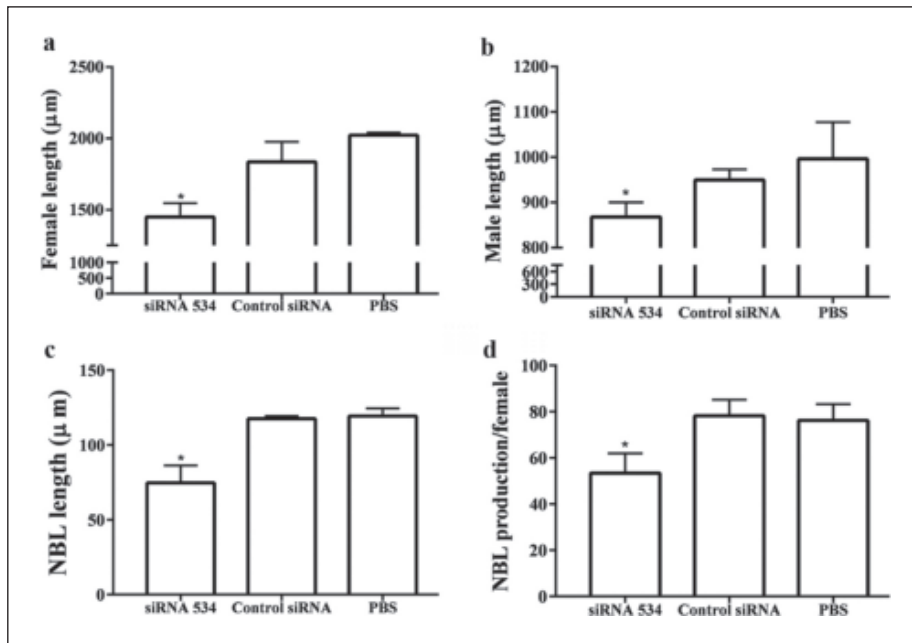 a
Female length (μm)
2500
2000
1500
1000
500
0
*
siRNA 534 Control siRNA PBS
b
Male length (μm)
1200
1100
1000
900
800
600
300
0
*
siRNA 534 Control siRNA PBS
c
NBL length (μ m)
150
100
50
0
*
siRNA 534 Control siRNA PBS
d
NBL production/female
100
80
60
40
20
0
*
siRNA 534 Control siRNA PBS